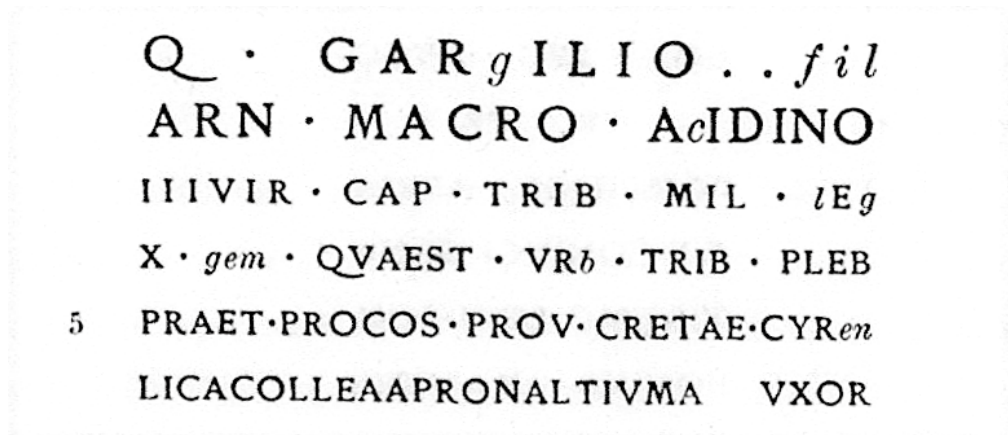 Q · GARgILIO . . fil
ARN · MACRO · AcIDINO
IIIVIR · CAP · TRIB · MIL · lEg
X · gem · QVAEST · VRb · TRIB · PLEB
5 PRAET·PROCOS·PROV·CRETAE·CYRen
LICACOLLEAAPRONALTIVMA VXOR